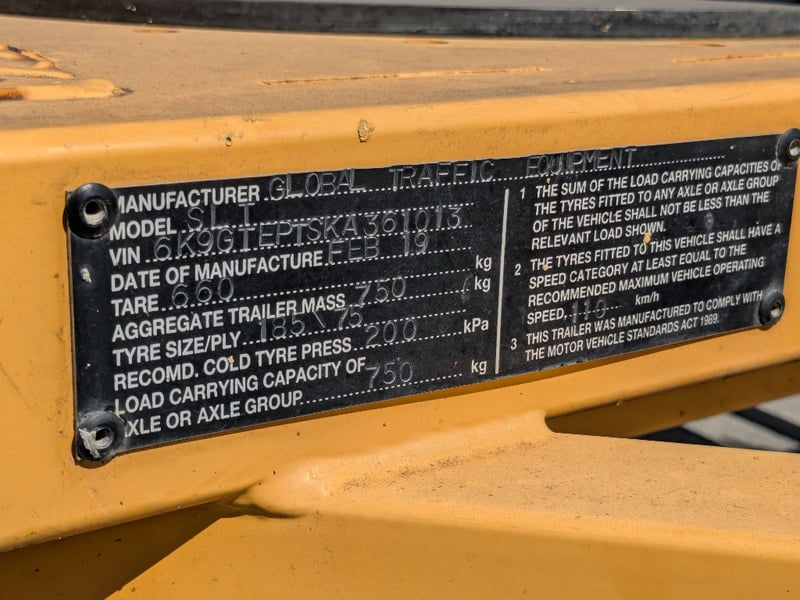 MANUFACTURER GLOBAL TRAFFIC EQUIPMENT
MODEL SLT
VIN 6K9GTEPTSKA361013
DATE OF MANUFACTURE FEB 19
TARE 660 kg
AGGREGATE TRAILER MASS 750 kg
TYRE SIZE/PLY 185\75
RECOMD. COLD TYRE PRESS 200 kPa
LOAD CARRYING CAPACITY OF
AXLE OR AXLE GROUP 750 kg
1 THE SUM OF THE LOAD CARRYING CAPACITIES OF
THE TYRES FITTED TO ANY AXLE OR AXLE GROUP
OF THE VEHICLE SHALL NOT BE LESS THAN THE
RELEVANT LOAD SHOWN.
2 THE TYRES FITTED TO THIS VEHICLE SHALL HAVE A
SPEED CATEGORY AT LEAST EQUAL TO THE
RECOMMENDED MAXIMUM VEHICLE OPERATING
SPEED. 110 km/h
3 THIS TRAILER WAS MANUFACTURED TO COMPLY WITH
THE MOTOR VEHICLE STANDARDS ACT 1989.